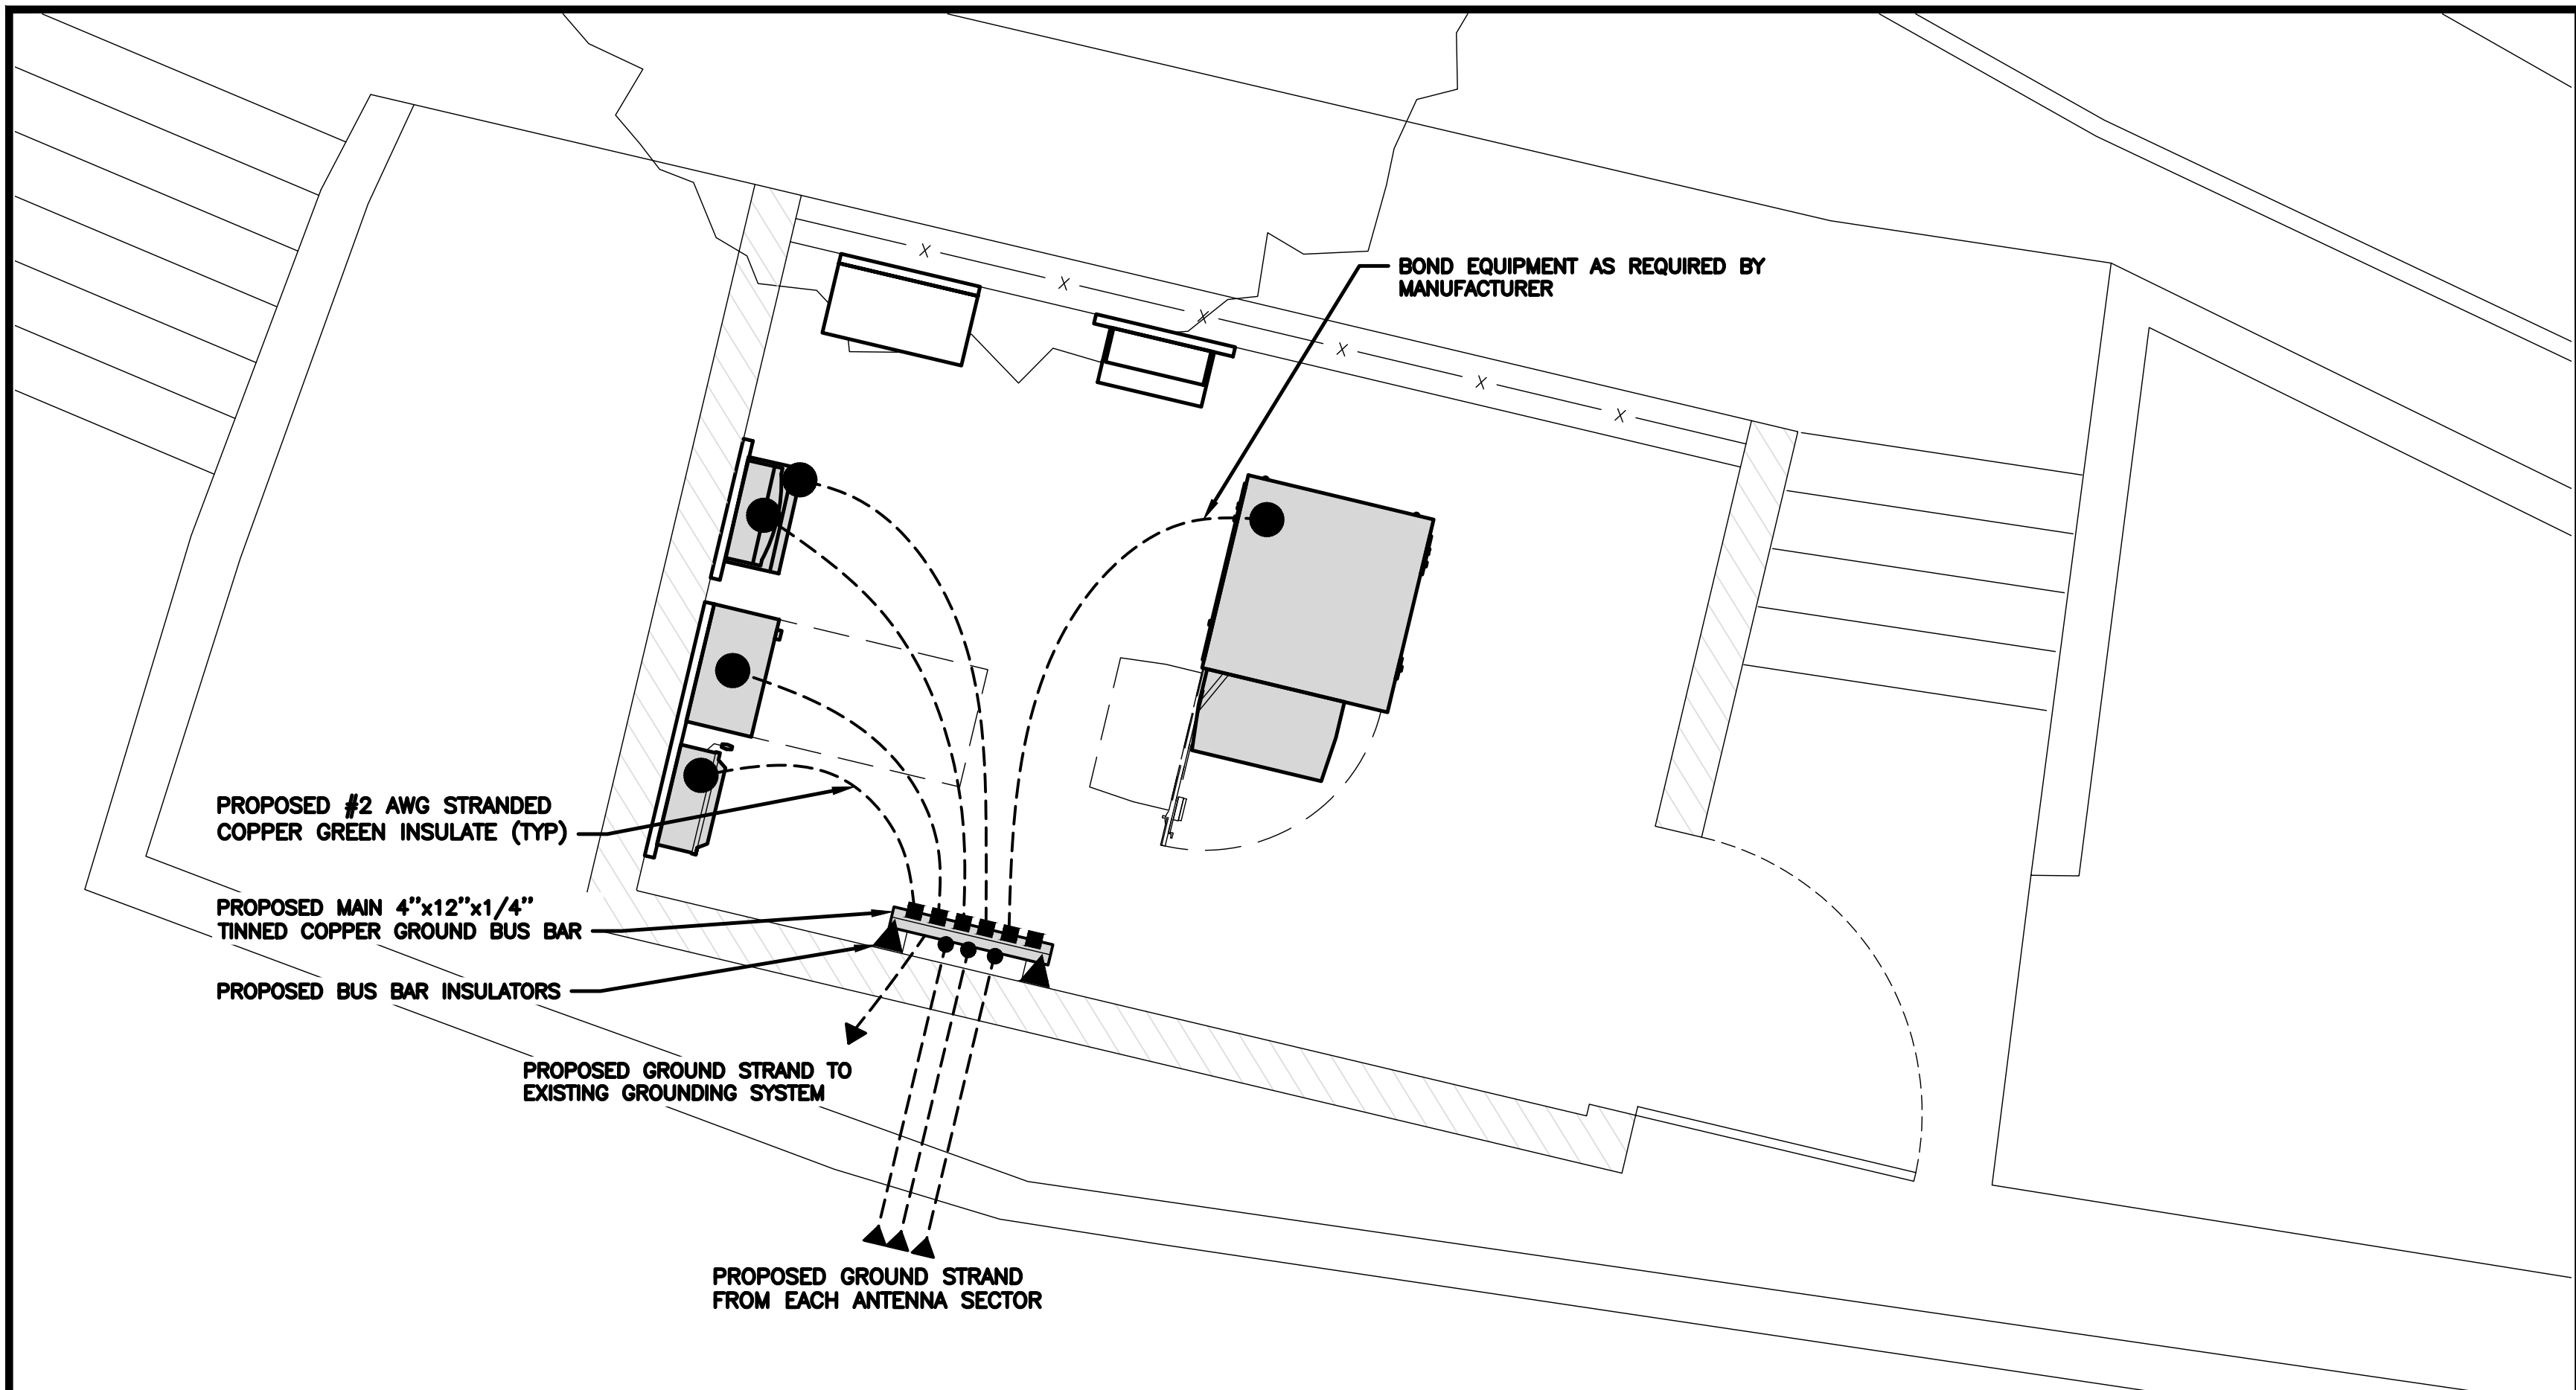 BOND EQUIPMENT AS REQUIRED BY
MANUFACTURER
PROPOSED #2 AWG STRANDED
COPPER GREEN INSULATE (TYP)
PROPOSED MAIN 4"x12"x1/4"
TINNED COPPER GROUND BUS BAR
PROPOSED BUS BAR INSULATORS
PROPOSED GROUND STRAND TO
EXISTING GROUNDING SYSTEM
PROPOSED GROUND STRAND
FROM EACH ANTENNA SECTOR
X
X
X
X
X
X